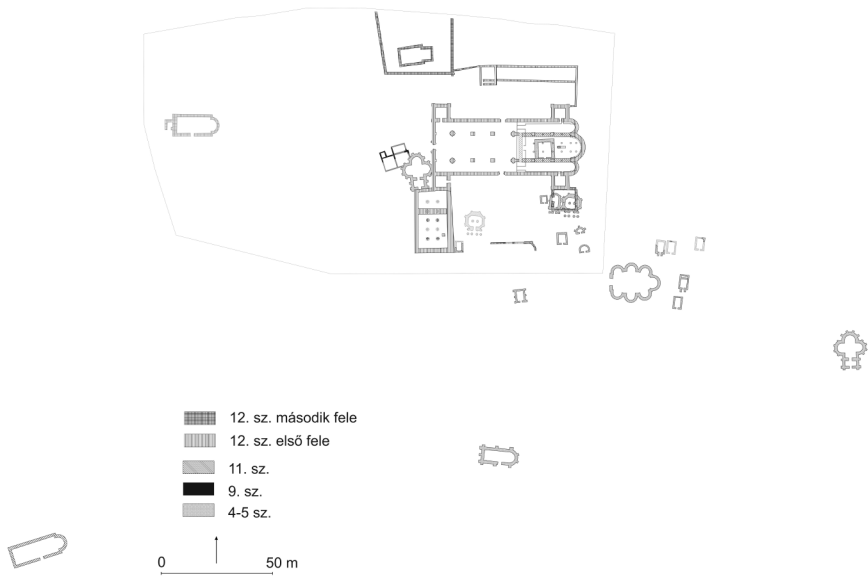 12. sz. második fele
12. sz. első fele
11. sz.
9. sz.
4-5 sz.
0 50 m